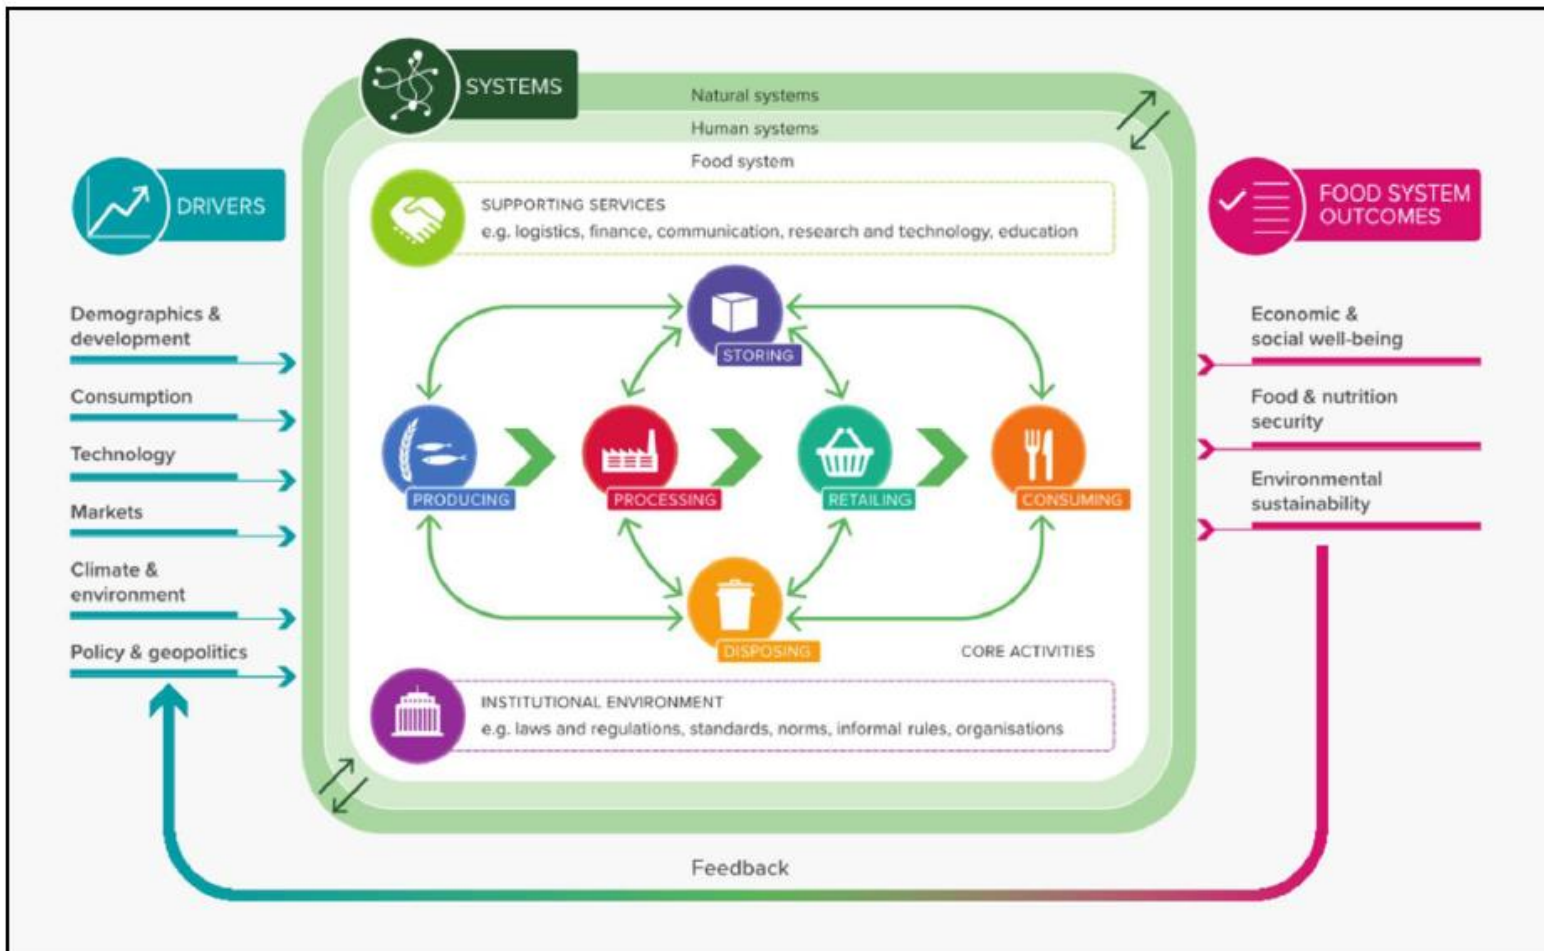 SYSTEMS
Natural systems
Human systems
Food system
DRIVERS
Demographics &
development
Consumption
Technology
Markets
Climate &
environment
Policy & geopolitics
SUPPORTING SERVICES
e.g. logistics, finance, communication, research and technology, education
STORING
PRODUCING
PROCESSING
RETAILING
CONSUMING
DISPOSING
CORE ACTIVITIES
INSTITUTIONAL ENVIRONMENT
e.g. laws and regulations, standards, norms, informal rules, organisations
FOOD SYSTEM
OUTCOMES
Economic &
social well-being
Food & nutrition
security
Environmental
sustainability
Feedback